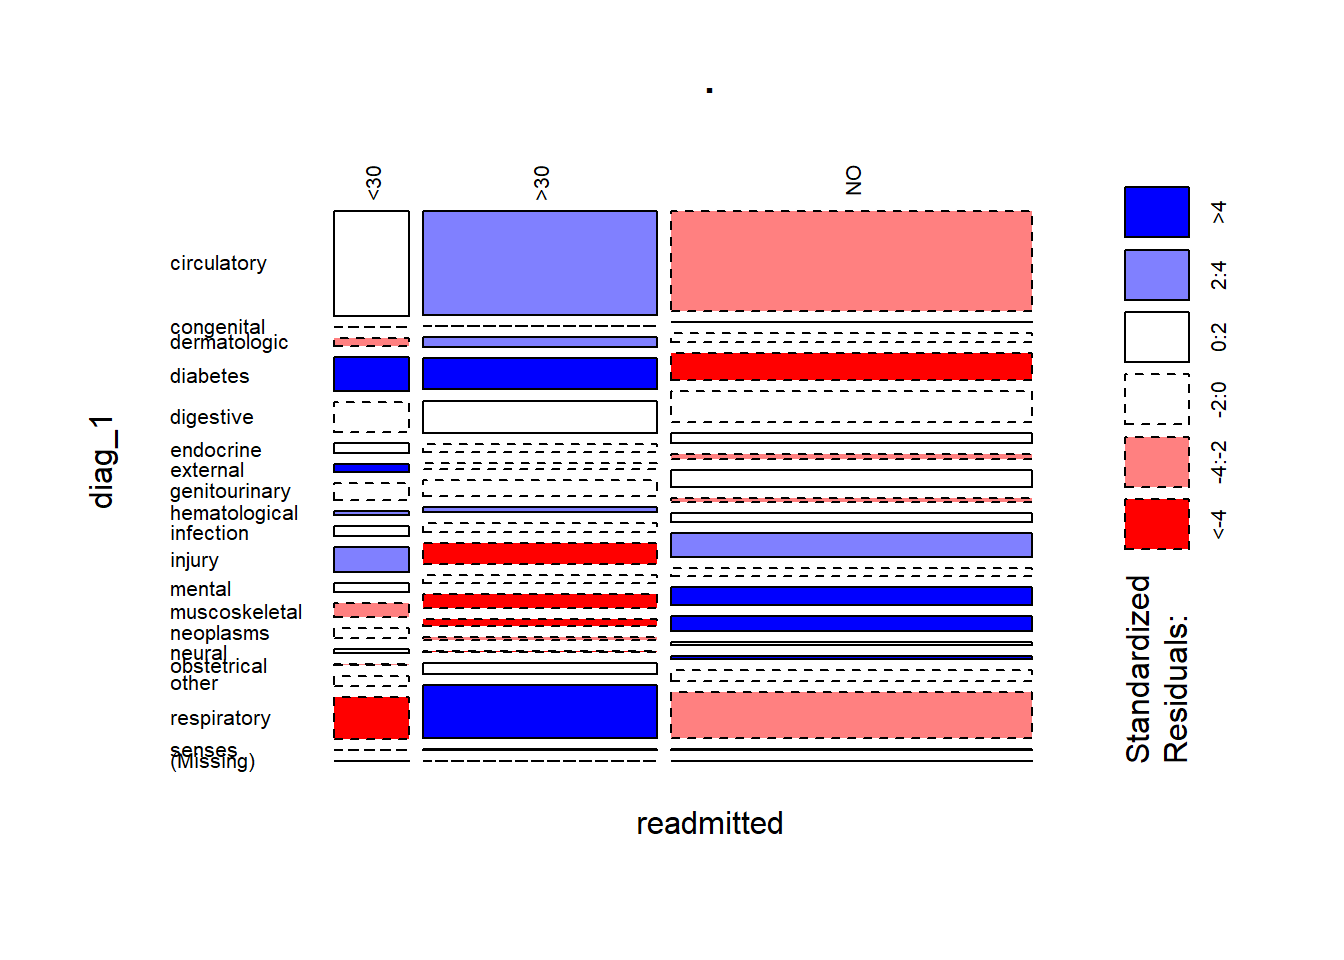 .
<30
>30
NO
circulatory
congenital
dermatologic
diabetes
digestive
endocrine
external
genitourinary
hematological
infection
injury
mental
muscoskeletal
neoplasms
neural
obstetrical
other
respiratory
senses
(Missing)
diag_1
readmitted
>4
2:4
0:2
-2:0
-4:-2
<-4
Standardized
Residuals: